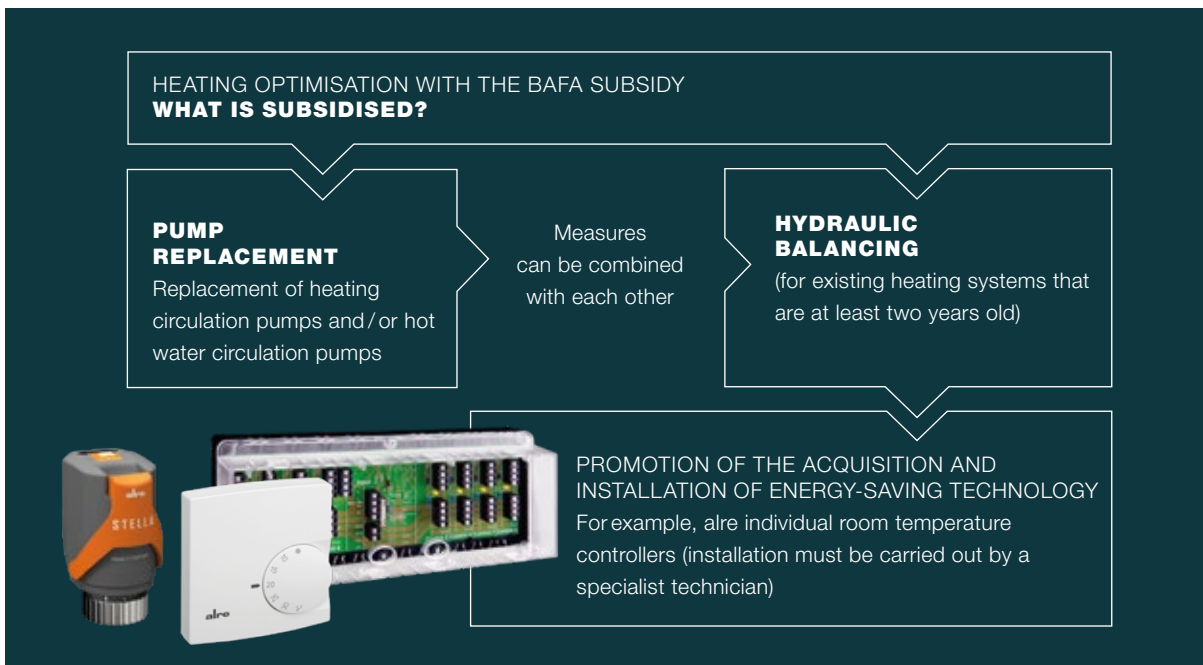 HEATING OPTIMISATION WITH THE BAFA SUBSIDY
WHAT IS SUBSIDISED?
PUMP
REPLACEMENT
Replacement of heating
circulation pumps and/or hot
water circulation pumps
Measures
can be combined
with each other
HYDRAULIC
BALANCING
(for existing heating systems that
are at least two years old)
PROMOTION OF THE ACQUISITION AND
INSTALLATION OF ENERGY-SAVING TECHNOLOGY
For example, alre individual room temperature
controllers (installation must be carried out by a
specialist technician)
alre
STELLA
alre
20